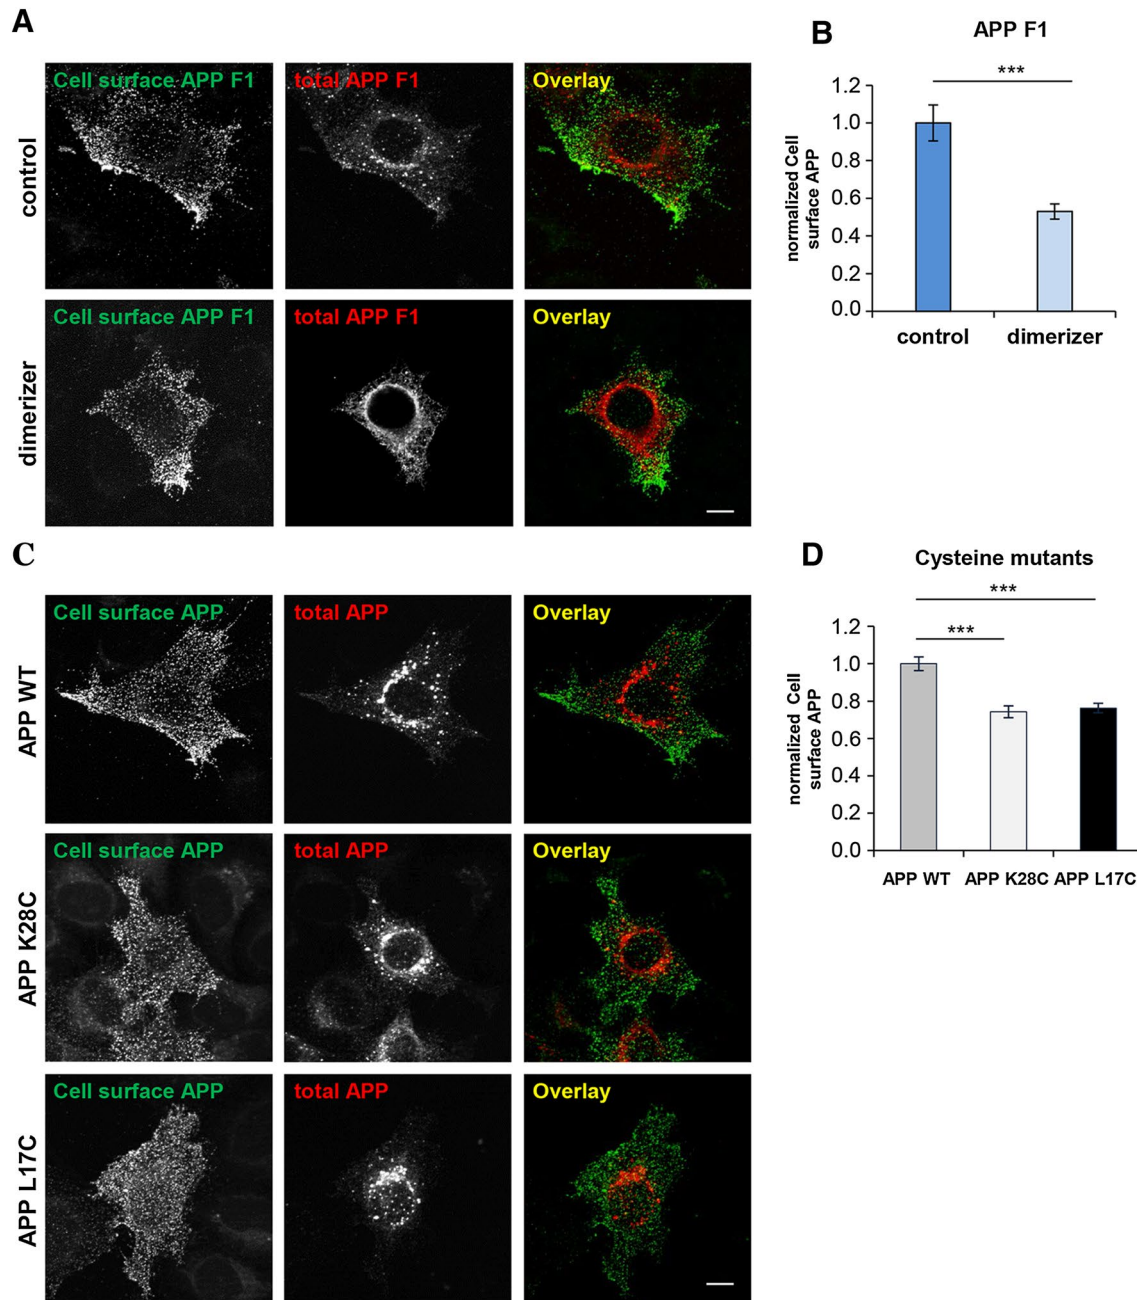 A
Cell surface APP F1
total APP F1
Overlay
control
Cell surface APP F1
total APP F1
Overlay
dimerizer
B
APP F1
***
normalized Cell
surface APP
1.2
1.0
0.8
0.6
0.4
0.2
0.0
control
dimerizer
C
Cell surface APP
total APP
Overlay
APP WT
Cell surface APP
total APP
Overlay
APP K28C
Cell surface APP
total APP
Overlay
APP L17C
D
Cysteine mutants
***
***
normalized Cell
surface APP
1.2
1.0
0.8
0.6
0.4
0.2
0.0
APP WT
APP K28C
APP L17C